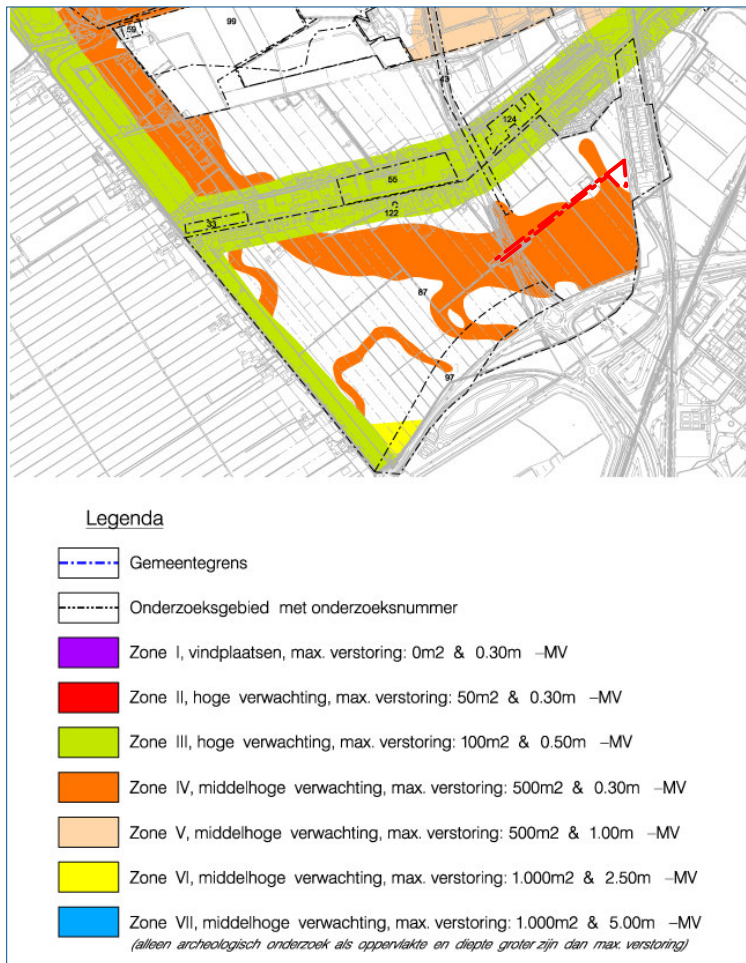 59
99
43
124
55
33
122
87
97
Legenda
Gemeentegrens
Onderzoeksgebied met onderzoeksnummer
Zone I, vindplaatsen, max. verstoring: 0m2 & 0.30m –MV
Zone II, hoge verwachting, max. verstoring: 50m2 & 0.30m –MV
Zone III, hoge verwachting, max. verstoring: 100m2 & 0.50m –MV
Zone IV, middelhoge verwachting, max. verstoring: 500m2 & 0.30m –MV
Zone V, middelhoge verwachting, max. verstoring: 500m2 & 1.00m –MV
Zone VI, middelhoge verwachting, max. verstoring: 1.000m2 & 2.50m –MV
Zone VII, middelhoge verwachting, max. verstoring: 1.000m2 & 5.00m –MV
(alleen archeologisch onderzoek als oppervlakte en diepte groter zijn dan max. verstoring)